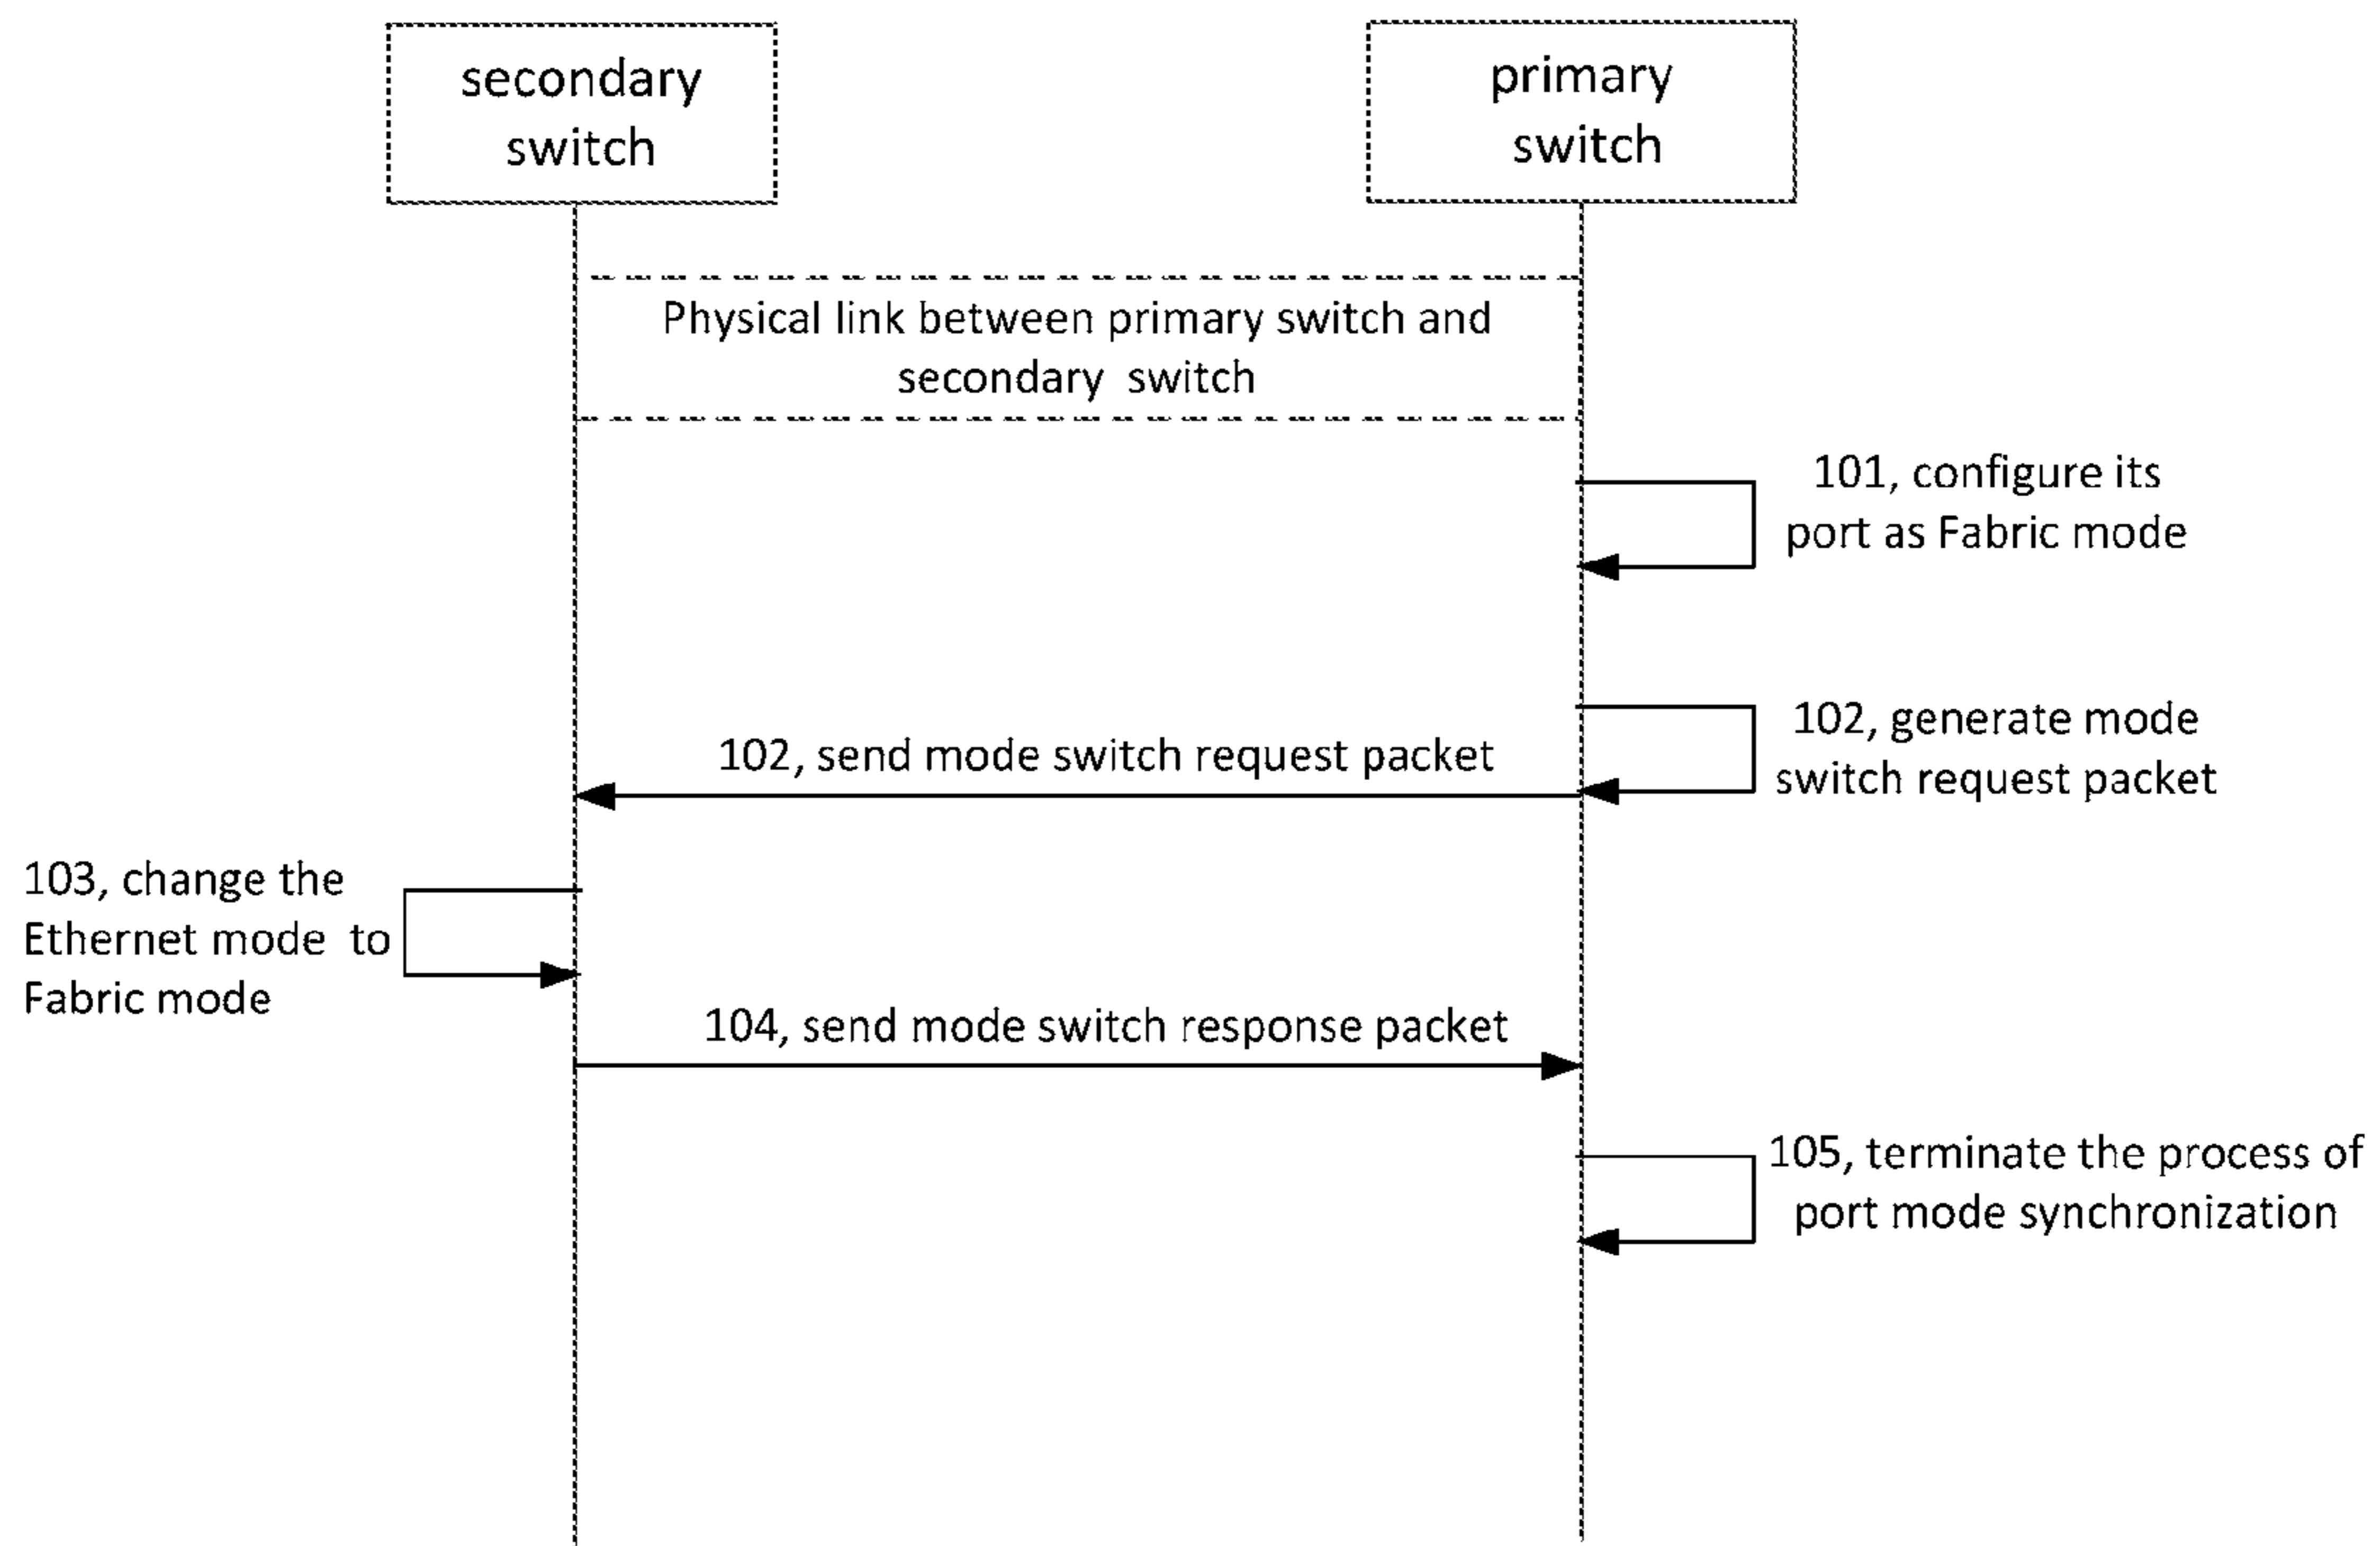 secondary
switch
primary
switch
Physical link between primary switch and
secondary switch
101, configure its
port as Fabric mode
102, generate mode
switch request packet
102, send mode switch request packet
103, change the
Ethernet mode to
Fabric mode
104, send mode switch response packet
105, terminate the process of
port mode synchronization